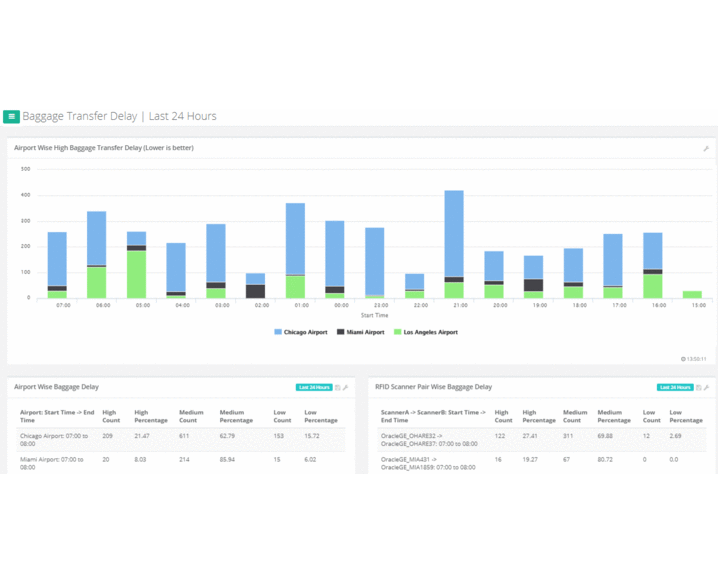 Baggage Transfer Delay | Last 24 Hours
Airport Wise High Baggage Transfer Delay (Lower is better)
500
400
300
200
100
0
07:00 06:00 05:00 04:00 03:00 02:00 01:00 00:00 23:00 22:00 21:00 20:00 19:00 18:00 17:00 16:00 15:00
Start Time
Chicago Airport Miami Airport Los Angeles Airport
13:50:11
Airport Wise Baggage Delay Last 24 Hours
Airport: Start Time -> End Time High Count High Percentage Medium Count Medium Percentage Low Count Low Percentage
Chicago Airport: 07:00 to 209 21.47 611 62.79 153 15.72
08:00
Miami Airport: 07:00 to 20 8.03 214 85.94 15 6.02
08:00
RFID Scanner Pair Wise Baggage Delay Last 24 Hours
ScannerA -> ScannerB: Start Time -> End Time High Count High Percentage Medium Count Medium Percentage Low Count Low Percentage
OracleGE_OHARE32 -> 122 27.41 311 69.88 12 2.69
OracleGE_OHARE37: 07:00 to 08:00
OracleGE_MIA431 -> 16 19.27 67 80.72 0 0.0
OracleGE_MIA1859: 07:00 to 08:00